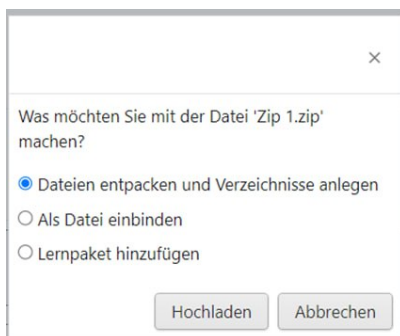 Was möchten Sie mit der Datei 'Zip 1.zip'
machen?
Dateien entpacken und Verzeichnisse anlegen
Als Datei einbinden
Lernpaket hinzufügen
Hochladen Abbrechen